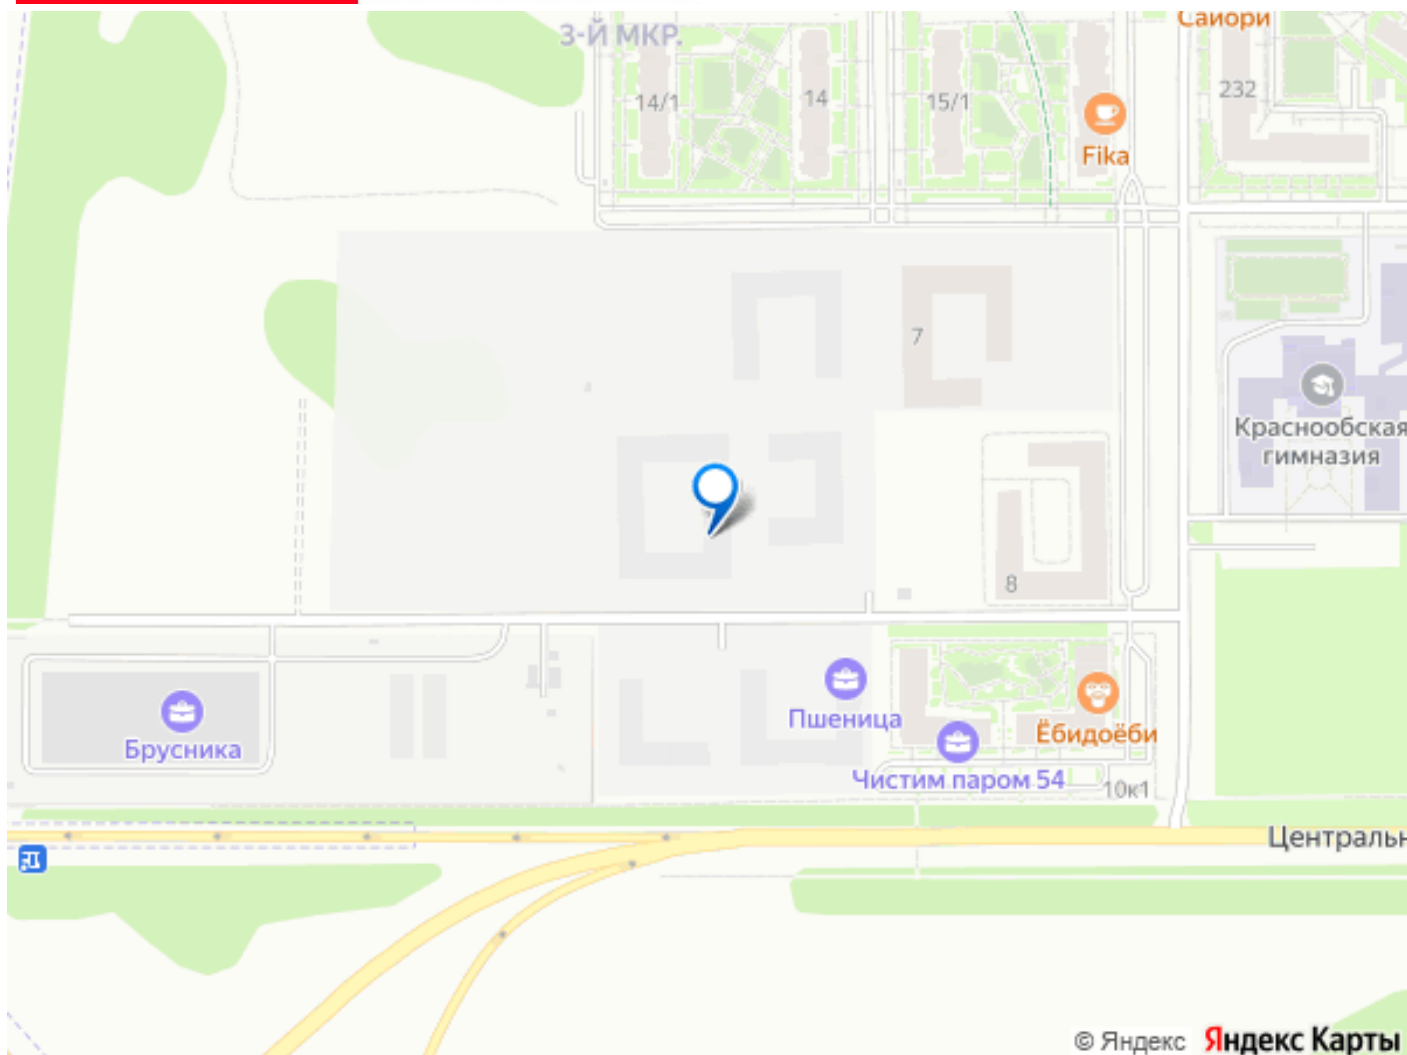 Сайори
3-Й МКР.
232
14/1
14
15/1
Fika
7
Краснообская
гимназия
8
Пшеница
Ёбидоёби
Брусника
Чистим паром 54
10к1
Центральн
© Яндекс Яндекс Карты